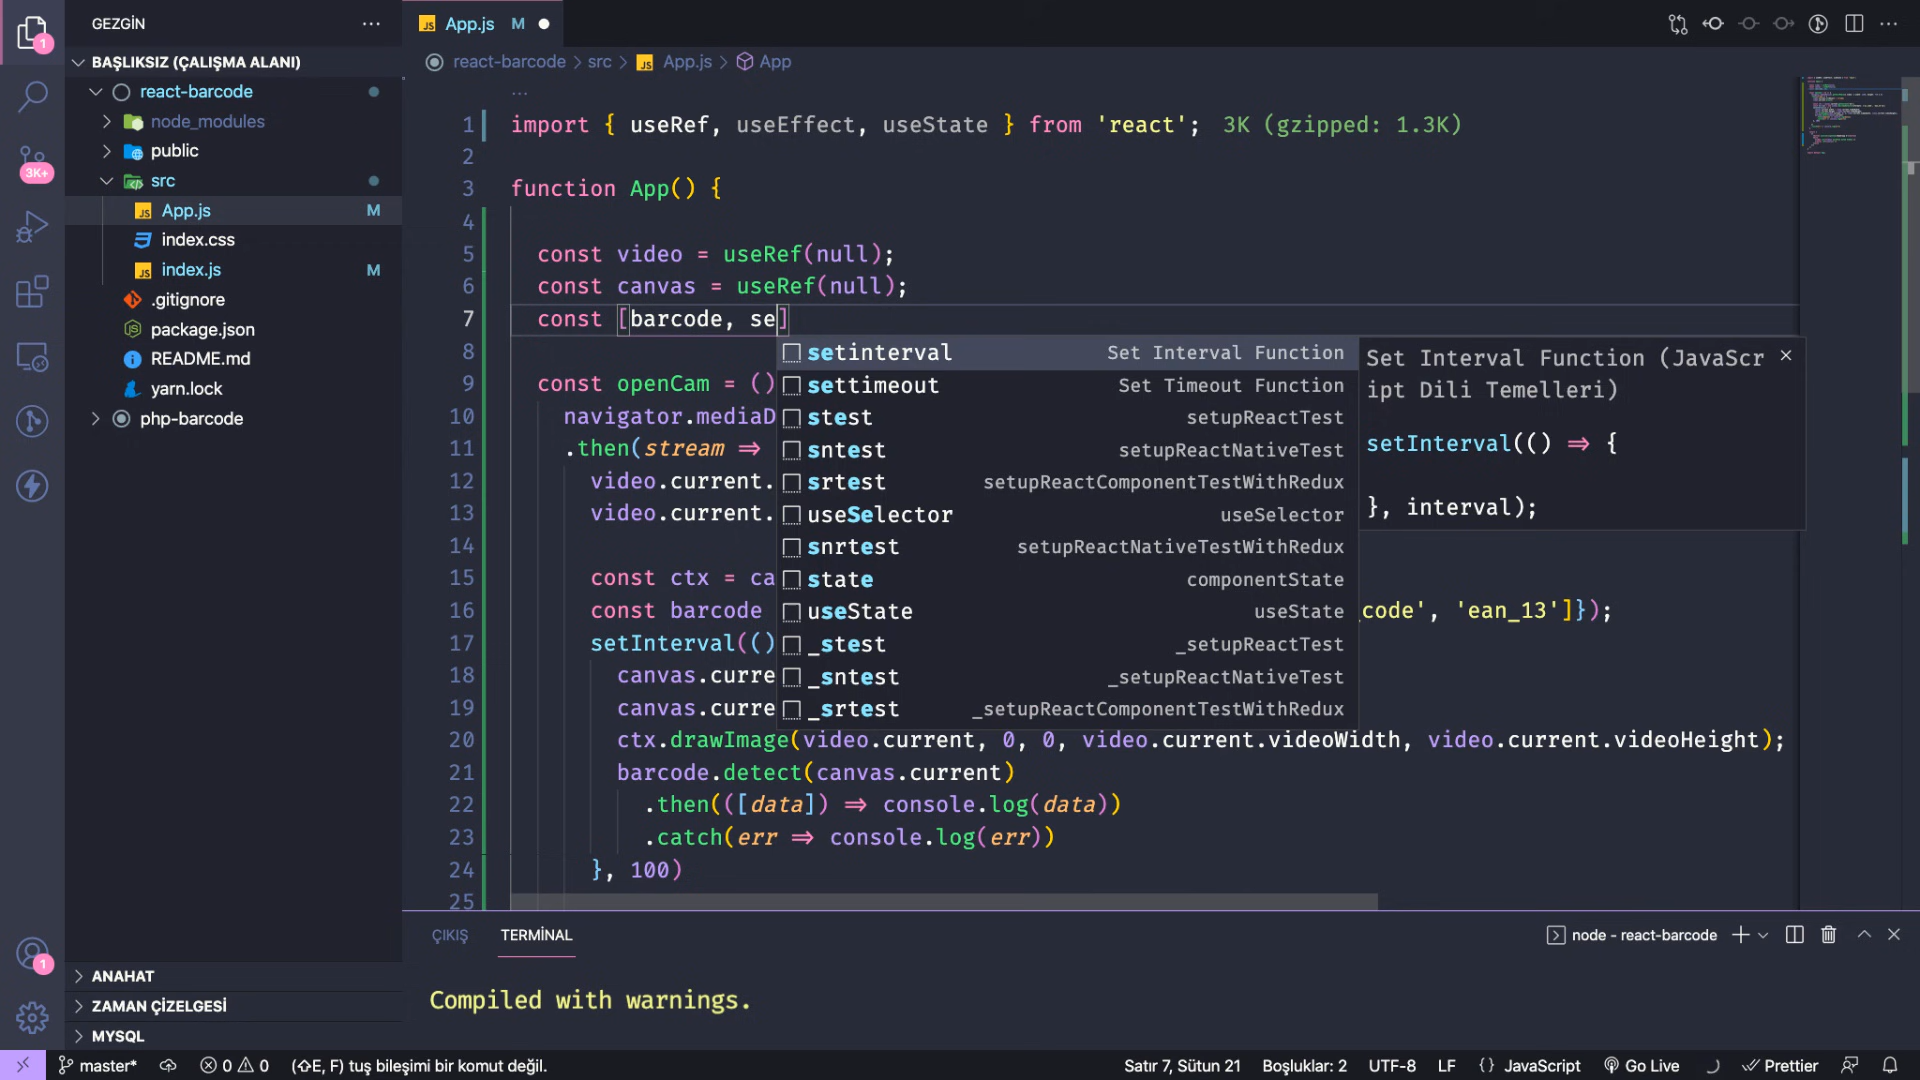 GEZGİN
App.js M
1
BAŞLIKSIZ (ÇALIŞMA ALANI)
react-barcode > src > JS App.js > App
react-barcode
node_modules
public
src
JS App.js M
index.css
JS index.js M
.gitignore
package.json
README.md
yarn.lock
php-barcode
3K+
1 import { useRef, useEffect, useState } from 'react'; 3K (gzipped: 1.3K)
2
3 function App() {
4
5 const video = useRef(null);
6 const canvas = useRef(null);
7 const [barcode, se]
8
9 const openCam = ()
10 navigator.mediaD
11 .then(stream =>
12 video.current.
13 video.current.
14
15 const ctx = ca
16 const barcode code', 'ean_13']});
17 setInterval(()
18 canvas.curre
19 canvas.curre
20 ctx.drawImage(video.current, 0, 0, video.current.videoWidth, video.current.videoHeight);
21 barcode.detect(canvas.current)
22 .then(([data]) => console.log(data))
23 .catch(err => console.log(err))
24 }, 100)
25
setinterval Set Interval Function
settimeout Set Timeout Function
stest setupReactTest
sntest setupReactNativeTest
srtest setupReactComponentTestWithRedux
useSelector useSelector
snrtest setupReactNativeTestWithRedux
state componentState
useState useState
_stest _setupReactTest
_sntest _setupReactNativeTest
_srtest _setupReactComponentTestWithRedux
Set Interval Function (JavaScr
ipt Dili Temelleri)
setInterval(() => {
}, interval);
ÇIKIŞ TERMİNAL
node - react-barcode
Compiled with warnings.
1
ANAHAT
ZAMAN ÇİZELGESİ
MYSQL
master* 0 0 (⇧E, F) tuş bileşimi bir komut değil.
Satır 7, Sütun 21 Boşluklar: 2 UTF-8 LF {} JavaScript Go Live Prettier